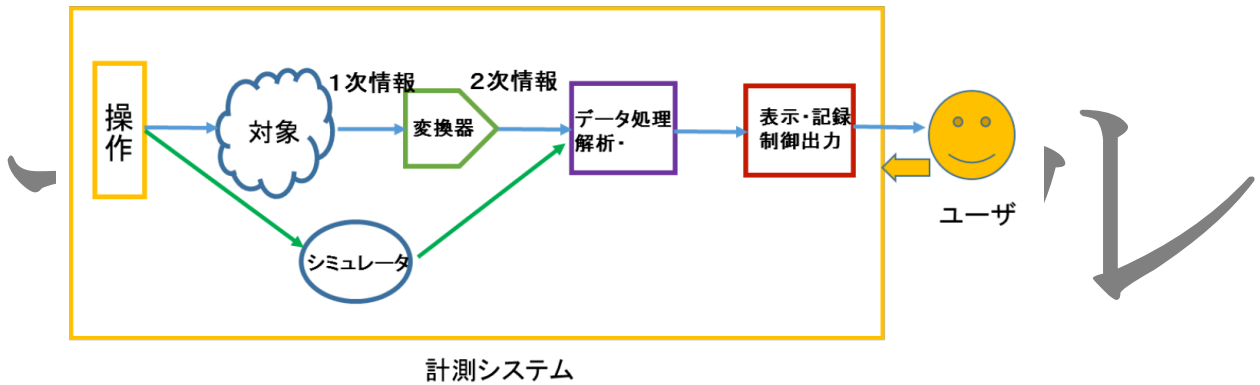 操作
対象
1次情報
変換器
2次情報
データ処理
解析・
表示・記録
制御出力
シミュレータ
ユーザ
計測システム
ル